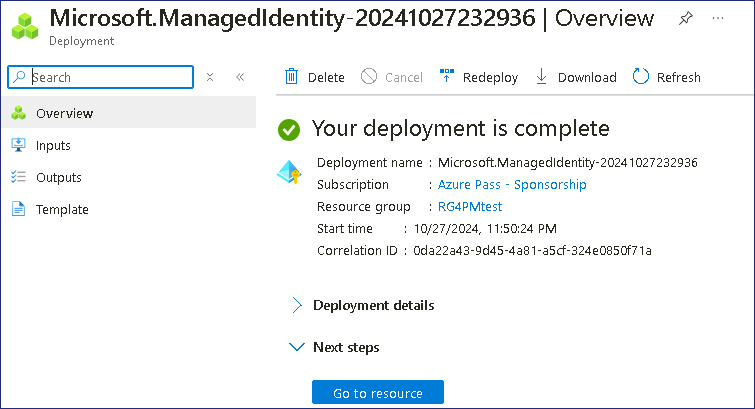 Microsoft.ManagedIdentity-20241027232936 | Overview
Deployment
Search
Delete
Cancel
Redeploy
Download
Refresh
Overview
Inputs
Outputs
Template
Your deployment is complete
Deployment name : Microsoft.ManagedIdentity-20241027232936
Subscription : Azure Pass - Sponsorship
Resource group : RG4PMtest
Start time : 10/27/2024, 11:50:24 PM
Correlation ID : 0da22a43-9d45-4a81-a5cf-324e0850f71a
Deployment details
Next steps
Go to resource